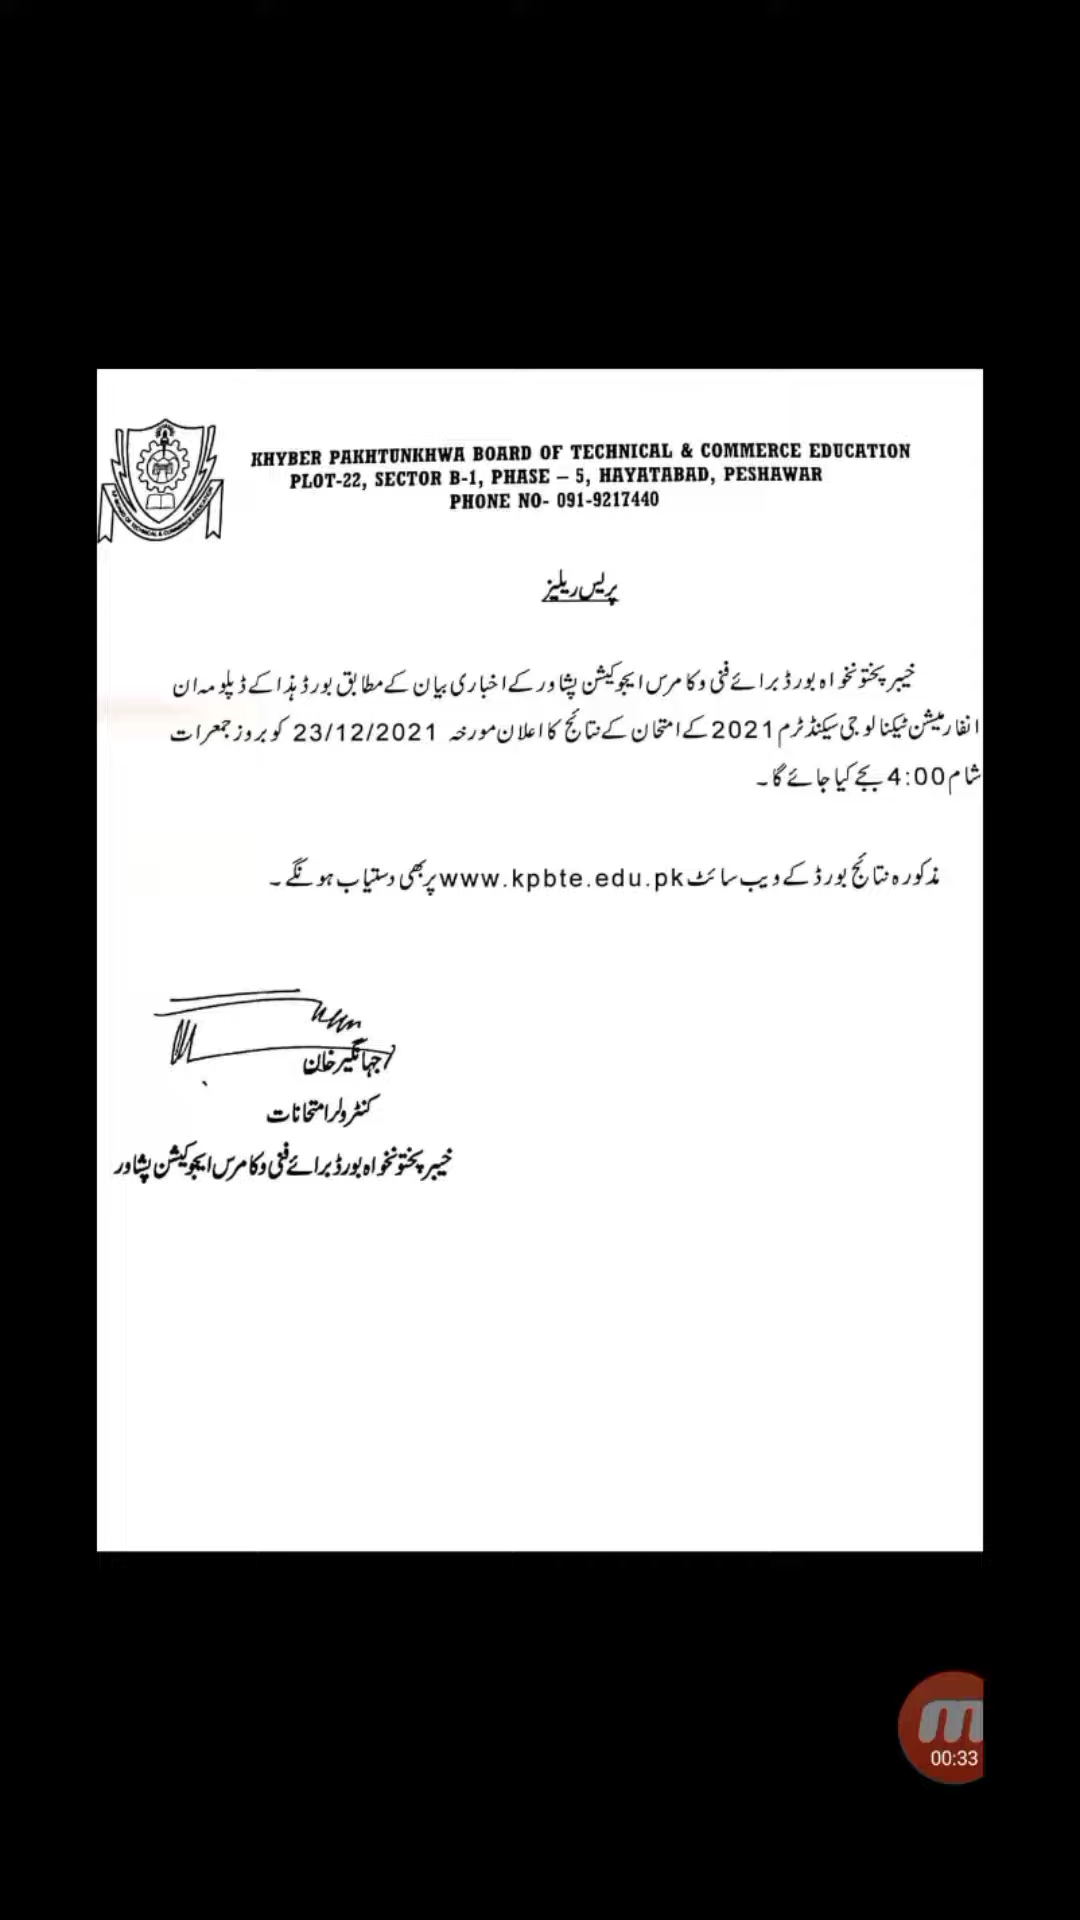 KHYBER PAKHTUNKHWA BOARD OF TECHNICAL & COMMERCE EDUCATION
PLOT-22, SECTOR B-1, PHASE – 5, HAYATABAD, PESHAWAR
PHONE NO- 091-9217440
پریس ریلیز
خیبر پختونخواہ بورڈ برائے فنی و کامرس ایجوکیشن پشاور کے اخباری بیان کے مطابق بورڈ ہذا کے ڈپلومہ ان
انفارمیشن ٹیکنالوجی سیکنڈ ٹرم 2021 کے امتحان کے نتائج کا اعلان مورخہ 23/12/2021 کو بروز جمعرات
شام 4:00 بجے کیا جائے گا۔
مذکورہ نتائج بورڈ کے ویب سائٹ www.kpbte.edu.pk پر بھی دستیاب ہونگے۔
جہانگیر خان
کنٹرولر امتحانات
خیبر پختونخواہ بورڈ برائے فنی و کامرس ایجوکیشن پشاور
00:33